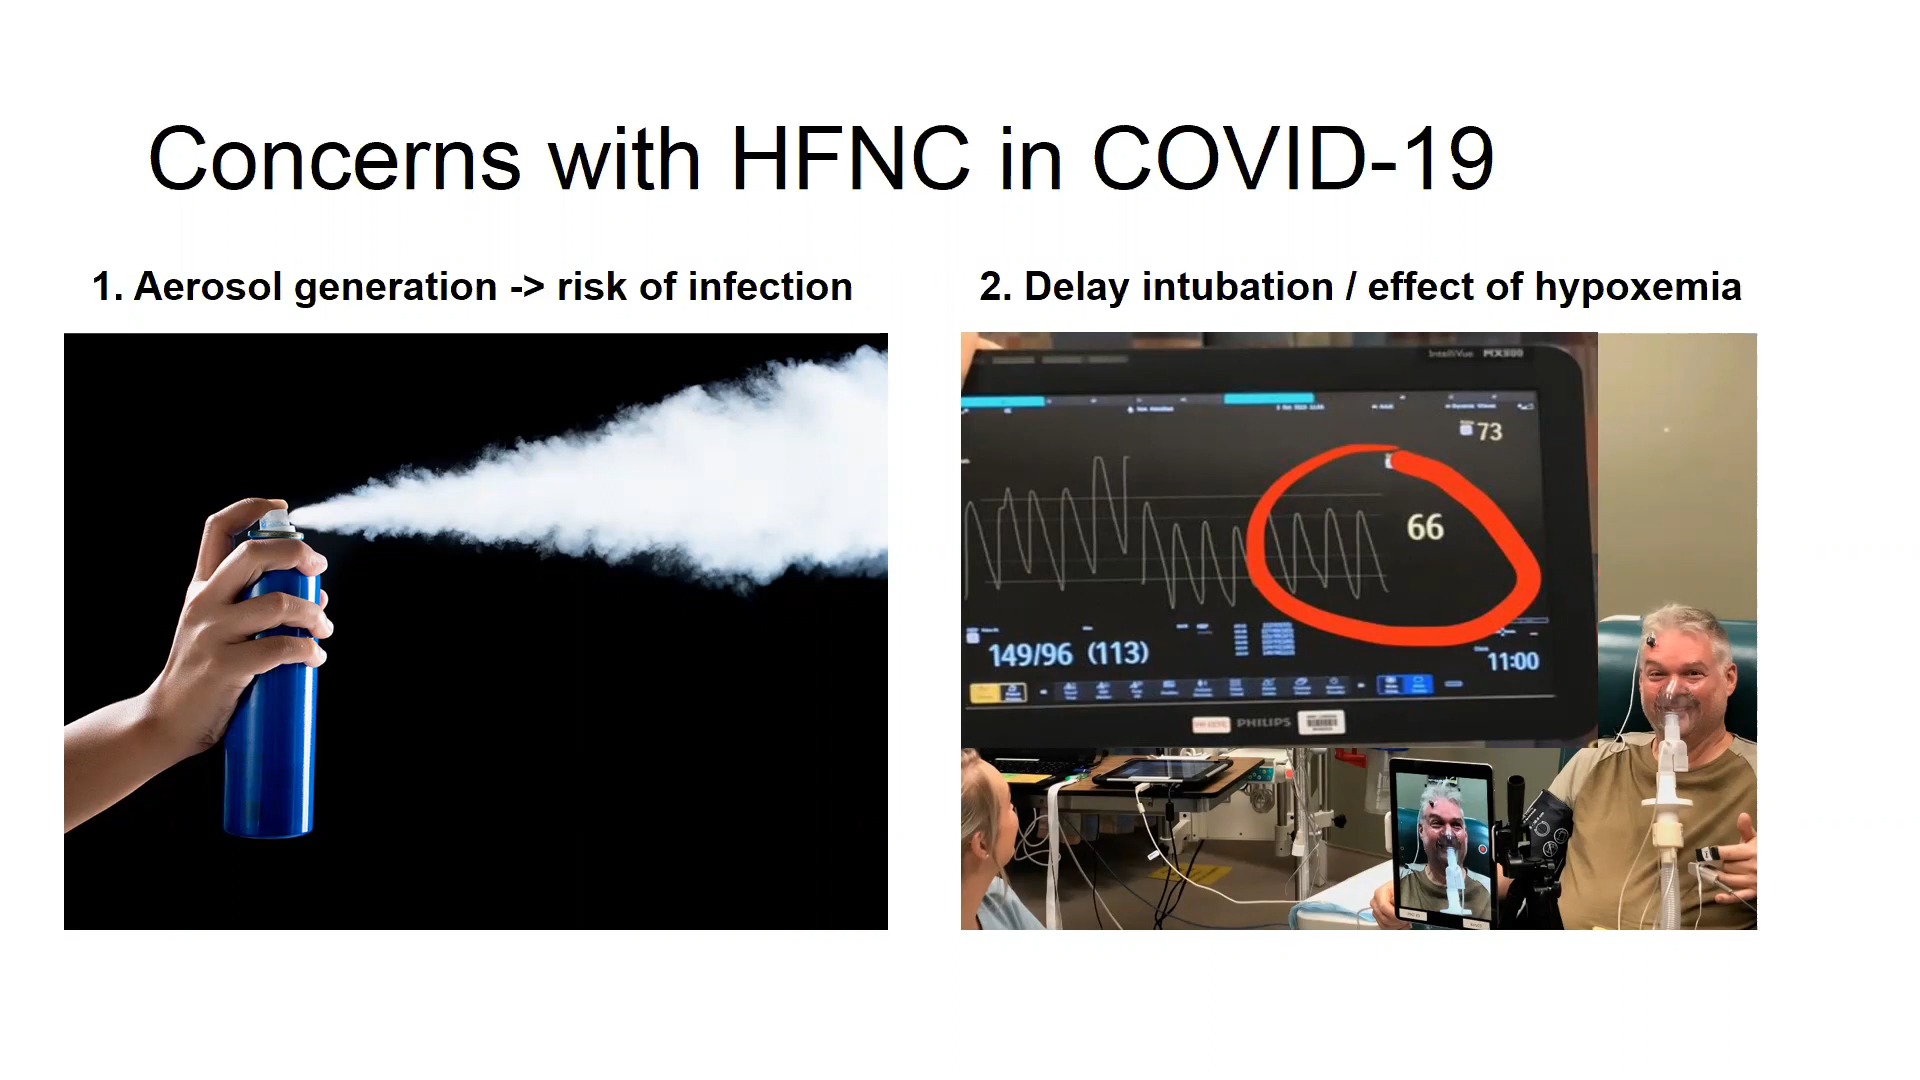 Concerns with HFNC in COVID-19
1. Aerosol generation -> risk of infection
2. Delay intubation / effect of hypoxemia
IntelliVue MX800
73
66
149/96 (113)
11:00
PHILIPS